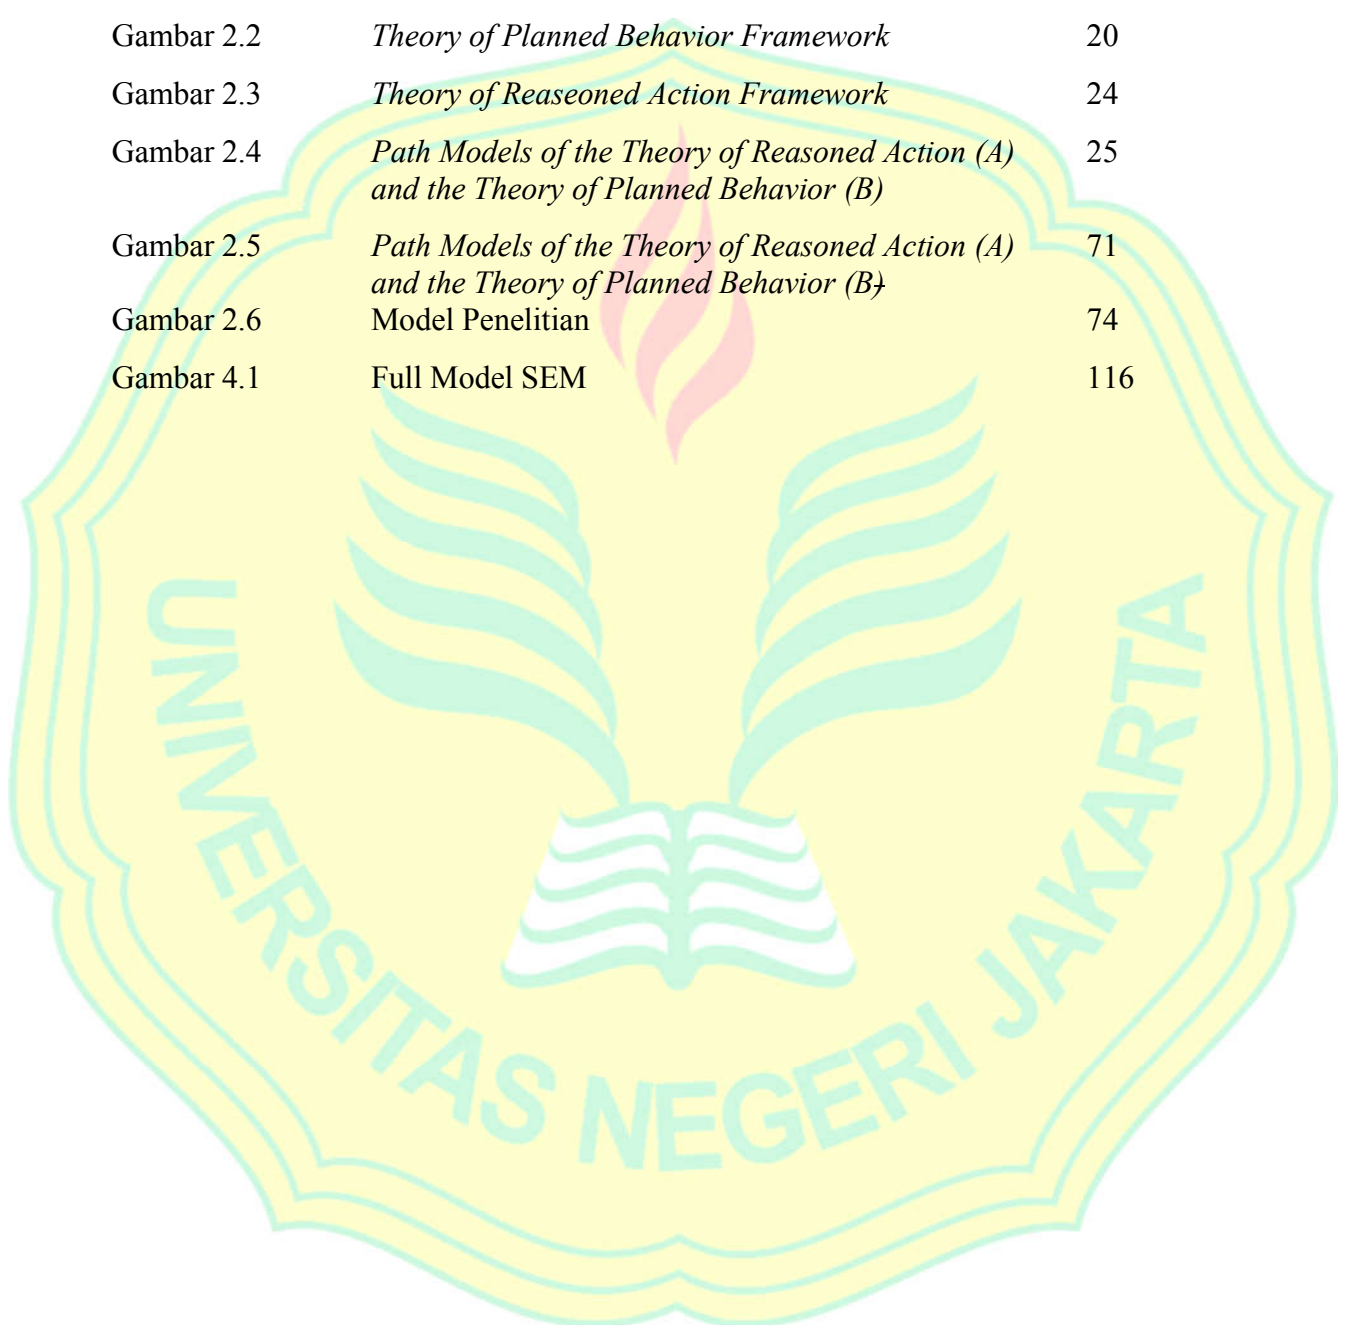 Gambar 2.2 Theory of Planned Behavior Framework 20
Gambar 2.3 Theory of Reaseoned Action Framework 24
Gambar 2.4 Path Models of the Theory of Reasoned Action (A) 25
and the Theory of Planned Behavior (B)
Gambar 2.5 Path Models of the Theory of Reasoned Action (A) 71
and the Theory of Planned Behavior (B)
Gambar 2.6 Model Penelitian 74
Gambar 4.1 Full Model SEM 116
UNIVERSITAS NEGERI JAKARTA